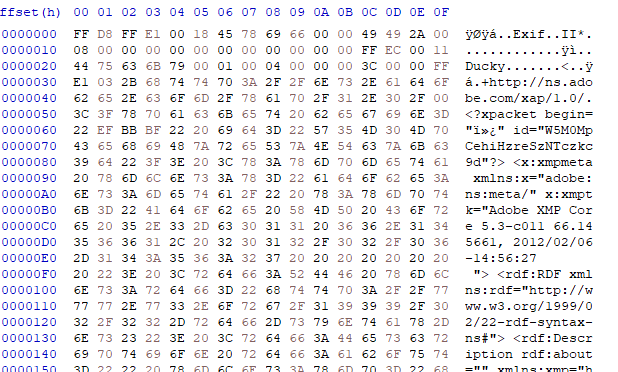 ffset(h) 00 01 02 03 04 05 06 07 08 09 0A 0B 0C 0D 0E 0F
0000000 FF D8 FF E1 00 18 45 78 69 66 00 00 49 49 2A 00 ÿØÿá..Exif..II*.
0000010 08 00 00 00 00 00 00 00 00 00 00 00 FF EC 00 11 ............ÿì..
0000020 44 75 63 6B 79 00 01 00 04 00 00 00 3C 00 00 FF Ducky.......<..ÿ
0000030 E1 03 2B 68 74 74 70 3A 2F 2F 6E 73 2E 61 64 6F á.+http://ns.ado
0000040 62 65 2E 63 6F 6D 2F 78 61 70 2F 31 2E 30 2F 00 be.com/xap/1.0/.
0000050 3C 3F 78 70 61 63 6B 65 74 20 62 65 67 69 6E 3D <?xpacket begin=
0000060 22 EF BB BF 22 20 69 64 3D 22 57 35 4D 30 4D 70 "ï»¿" id="W5M0Mp
0000070 43 65 68 69 48 7A 72 65 53 7A 4E 54 63 7A 6B 63 CehiHzreSzNTczkc
0000080 39 64 22 3F 3E 20 3C 78 3A 78 6D 70 6D 65 74 61 9d"?> <x:xmpmeta
0000090 20 78 6D 6C 6E 73 3A 78 3D 22 61 64 6F 62 65 3A xmlns:x="adobe:
00000A0 6E 73 3A 6D 65 74 61 2F 22 20 78 3A 78 6D 70 74 ns:meta/" x:xmpt
00000B0 6B 3D 22 41 64 6F 62 65 20 58 4D 50 20 43 6F 72 k="Adobe XMP Cor
00000C0 65 20 35 2E 33 2D 63 30 31 31 20 36 36 2E 31 34 e 5.3-c011 66.14
00000D0 35 36 36 31 2C 20 32 30 31 32 2F 30 32 2F 30 36 5661, 2012/02/06
00000E0 2D 31 34 3A 35 36 3A 32 37 20 20 20 20 20 20 20 -14:56:27
00000F0 20 22 3E 20 3C 72 64 66 3A 52 44 46 20 78 6D 6C "> <rdf:RDF xml
0000100 6E 73 3A 72 64 66 3D 22 68 74 74 70 3A 2F 2F 77 ns:rdf="http://w
0000110 77 77 2E 77 33 2E 6F 72 67 2F 31 39 39 39 2F 30 ww.w3.org/1999/0
0000120 32 2F 32 32 2D 72 64 66 2D 73 79 6E 74 61 78 2D 2/22-rdf-syntax-
0000130 6E 73 23 22 3E 20 3C 72 64 66 3A 44 65 73 63 72 ns#"> <rdf:Descr
0000140 69 70 74 69 6F 6E 20 72 64 66 3A 61 62 6F 75 74 iption rdf:about
0000150 3D 22 22 20 78 6D 6C 6E 73 3A 78 6D 70 3D 22 68 ="" xmlns:xmp="h